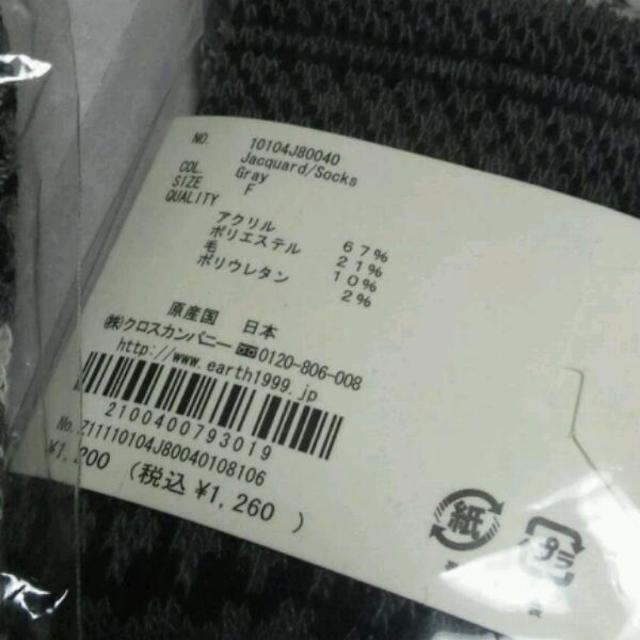 NO. 10104J80040
Jacquard/Socks
COL. Gray
SIZE F
QUALITY
アクリル 67%
ポリエステル 21%
毛 10%
ポリウレタン 2%
原産国 日本
㈱クロスカンパニー 0120-806-008
http://www.earth1999.jp
2100400793019
No. Z11110104J80040108106
¥1,200 (税込 ¥1,260 )
紙
プラ